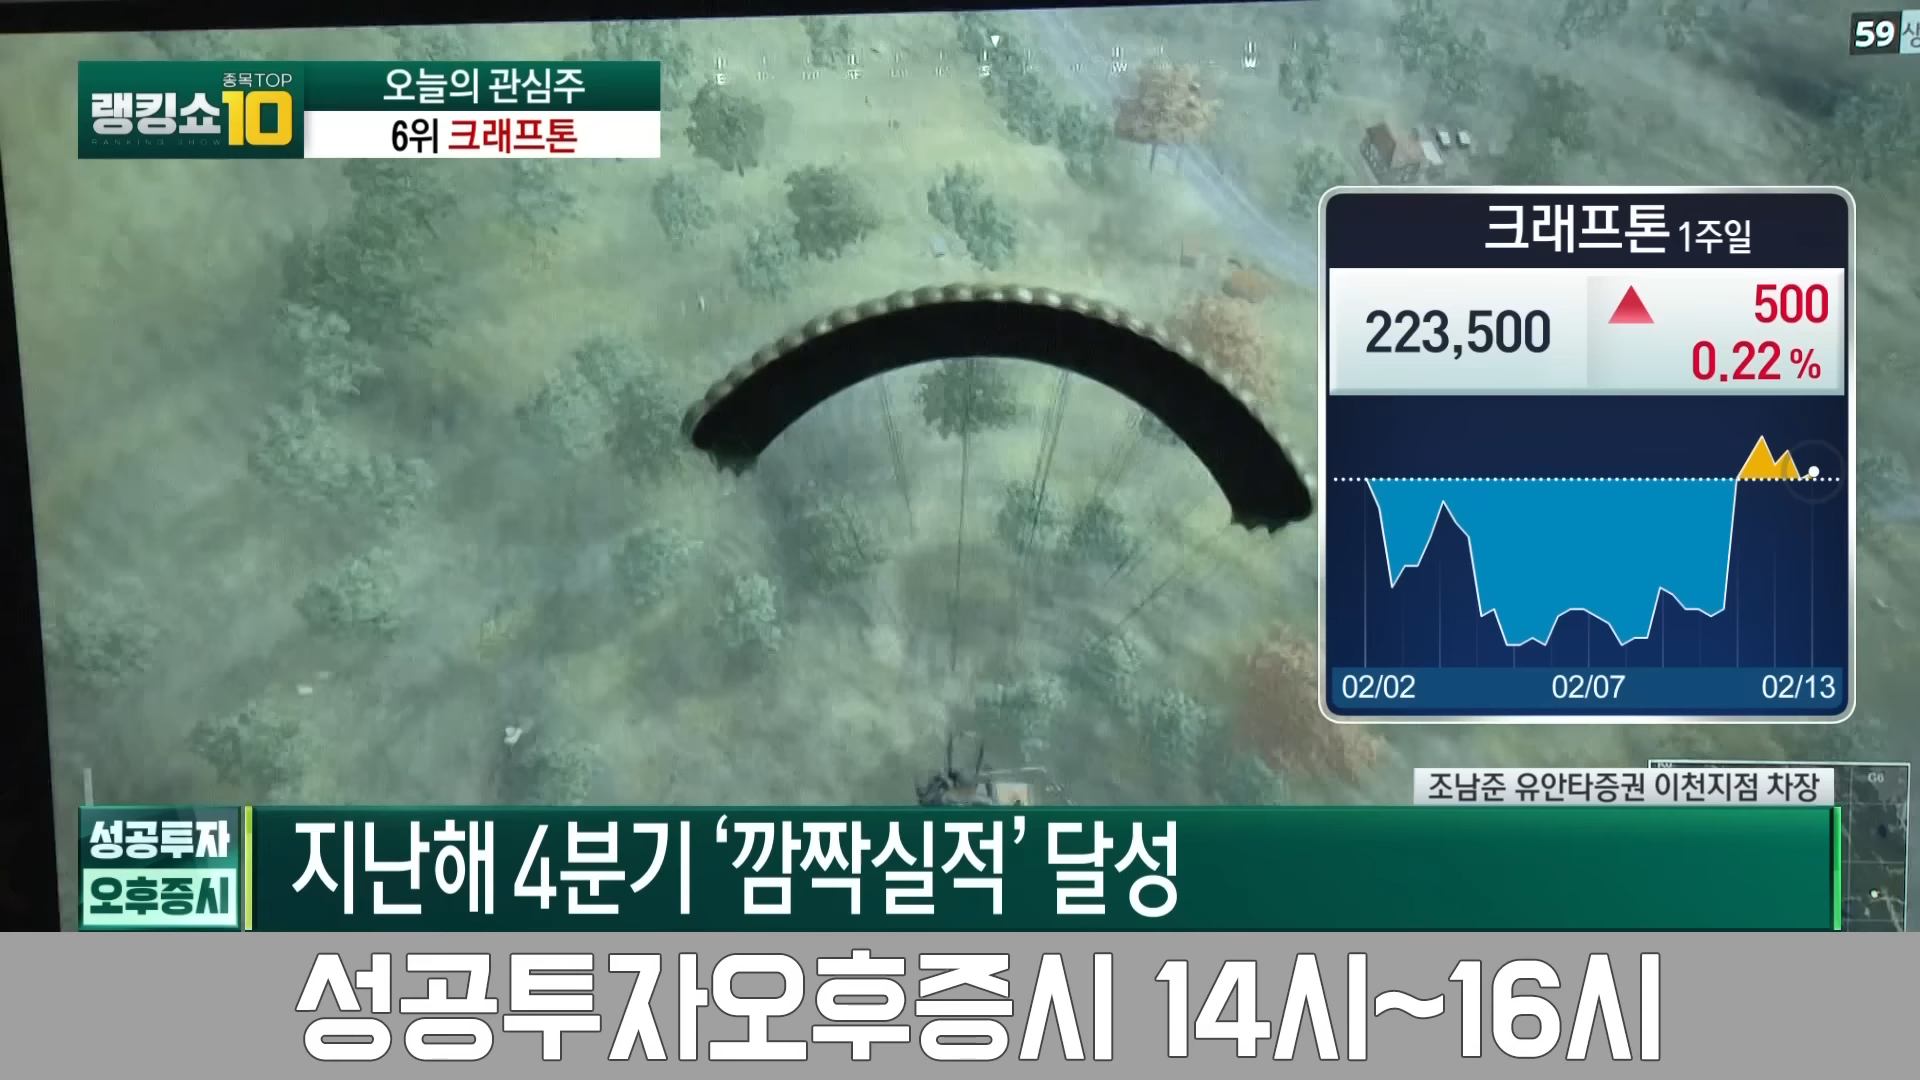 59
종목TOP
랭킹쇼10
RANKING SHOW
오늘의 관심주
6위 크래프톤
크래프톤 1주일
223,500
▲ 500
0.22 %
02/02 02/07 02/13
조남준 유안타증권 이천지점 차장
성공투자
오후증시
지난해 4분기 ‘깜짝실적’ 달성
성공투자오후증시 14시~16시